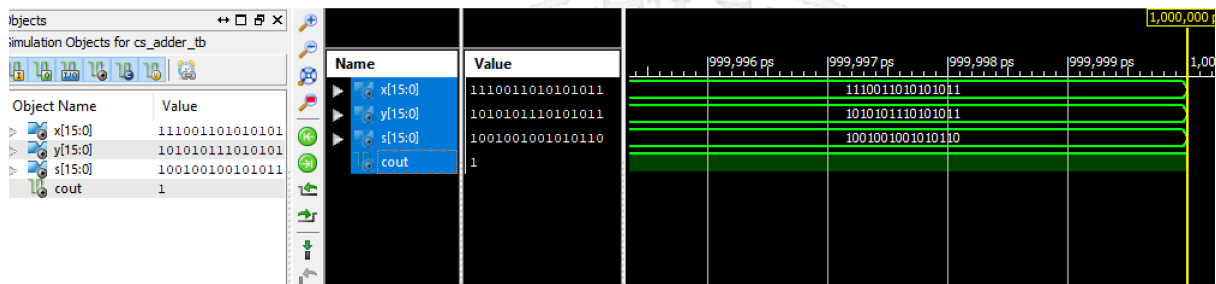 Objects
Simulation Objects for cs_adder_tb
Object Name Value
x[15:0] 111001101010101
y[15:0] 101010111010101
s[15:0] 100100100101011
cout 1
Name Value
x[15:0] 1110011010101011
y[15:0] 1010101110101011
s[15:0] 1001001001010110
cout 1
1,000,000 p
999,996 ps 999,997 ps 999,998 ps 999,999 ps 1,00
1110011010101011
1010101110101011
1001001001010110